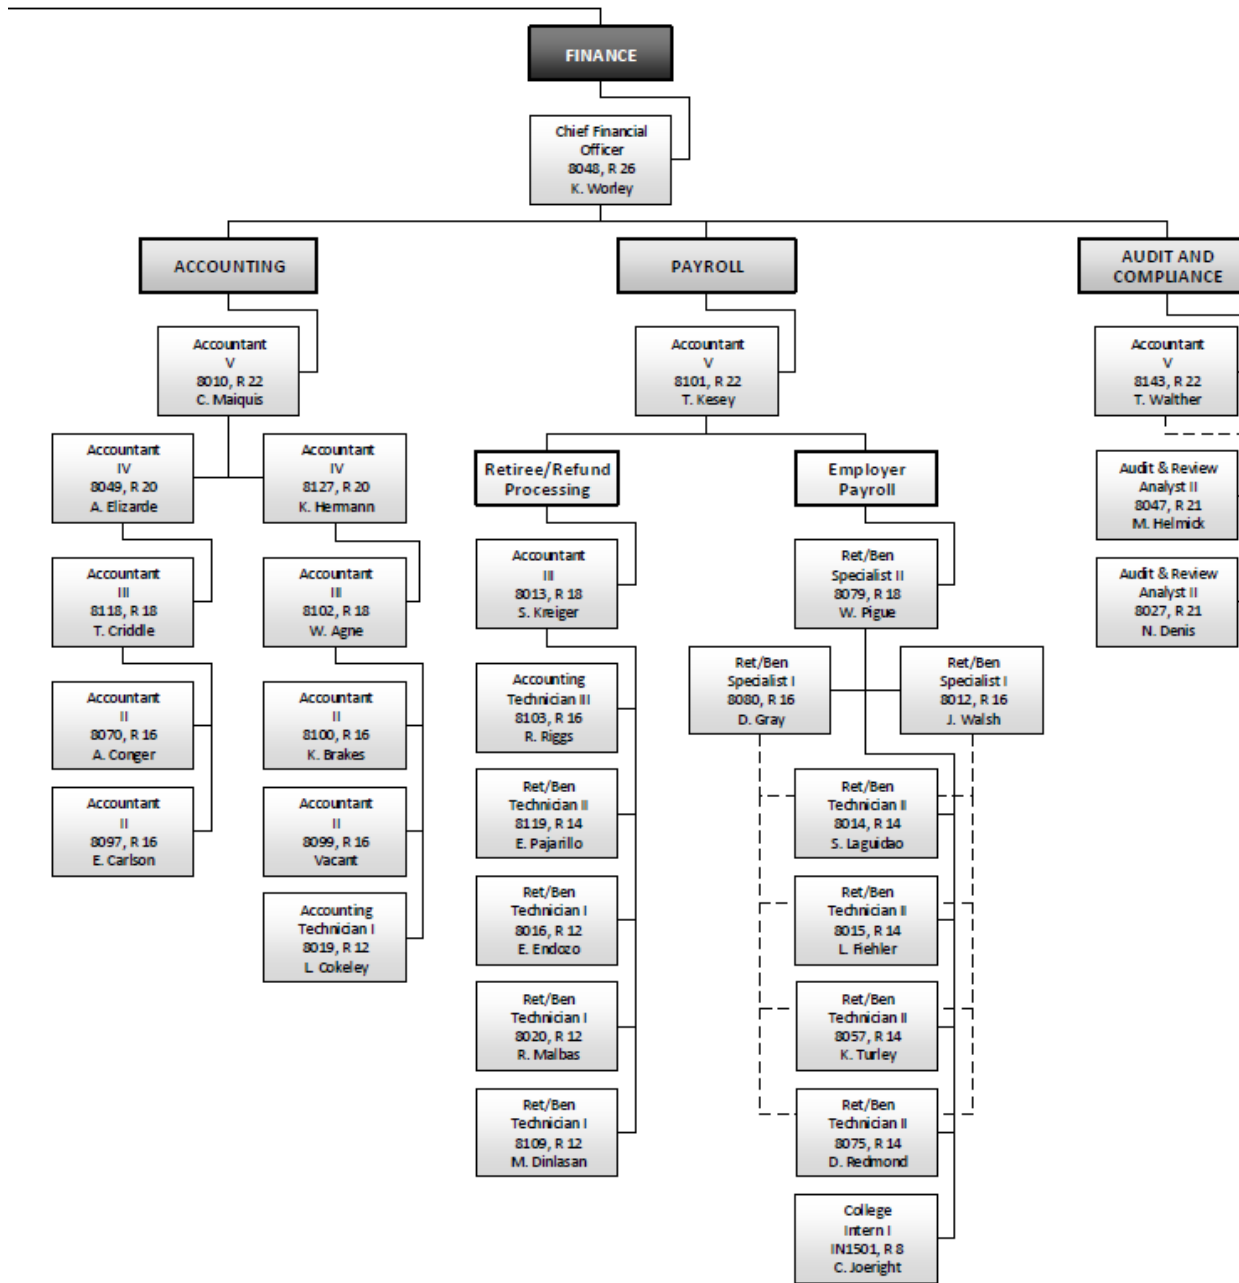 FINANCE
Chief Financial
Officer
8048, R 26
K. Worley
ACCOUNTING
PAYROLL
AUDIT AND
COMPLIANCE
Accountant
V
8010, R 22
C. Maiquis
Accountant
V
8101, R 22
T. Kesey
Accountant
V
8143, R 22
T. Walther
Accountant
IV
8049, R 20
A. Elizarde
Accountant
IV
8127, R 20
K. Hermann
Retiree/Refund
Processing
Employer
Payroll
Audit & Review
Analyst II
8047, R 21
M. Helmick
Accountant
III
8118, R 18
T. Criddle
Accountant
III
8102, R 18
W. Agne
Accountant
III
8013, R 18
S. Kreiger
Ret/Ben
Specialist II
8079, R 18
W. Pigue
Audit & Review
Analyst II
8027, R 21
N. Denis
Accountant
II
8070, R 16
A. Conger
Accountant
II
8100, R 16
K. Brakes
Accounting
Technician III
8103, R 16
R. Riggs
Ret/Ben
Specialist I
8080, R 16
D. Gray
Ret/Ben
Specialist I
8012, R 16
J. Walsh
Accountant
II
8097, R 16
E. Carlson
Accountant
II
8099, R 16
Vacant
Ret/Ben
Technician II
8119, R 14
E. Pajarillo
Ret/Ben
Technician II
8014, R 14
S. Laguidao
Accounting
Technician I
8019, R 12
L. Cokeley
Ret/Ben
Technician I
8016, R 12
E. Endozo
Ret/Ben
Technician II
8015, R 14
L. Fiehler
Ret/Ben
Technician I
8020, R 12
R. Malbas
Ret/Ben
Technician II
8057, R 14
K. Turley
Ret/Ben
Technician I
8109, R 12
M. Dinlasan
Ret/Ben
Technician II
8075, R 14
D. Redmond
College
Intern I
IN1501, R 8
C. Joeright